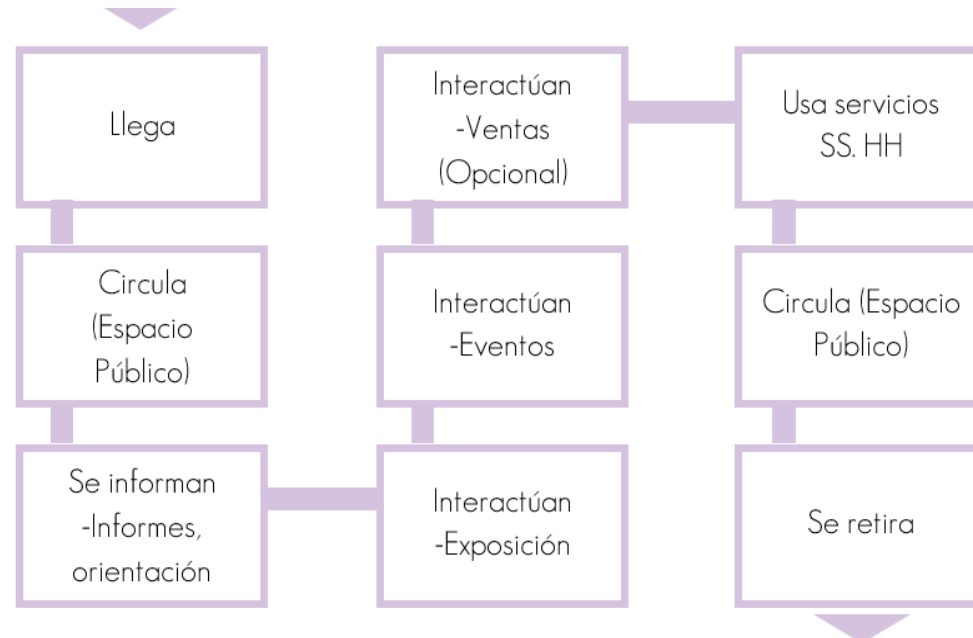 Llega
Circula
(Espacio
Público)
Se informan
-Informes,
orientación
Interactúan
-Exposición
Interactúan
-Eventos
Interactúan
-Ventas
(Opcional)
Usa servicios
SS. HH
Circula (Espacio
Público)
Se retira